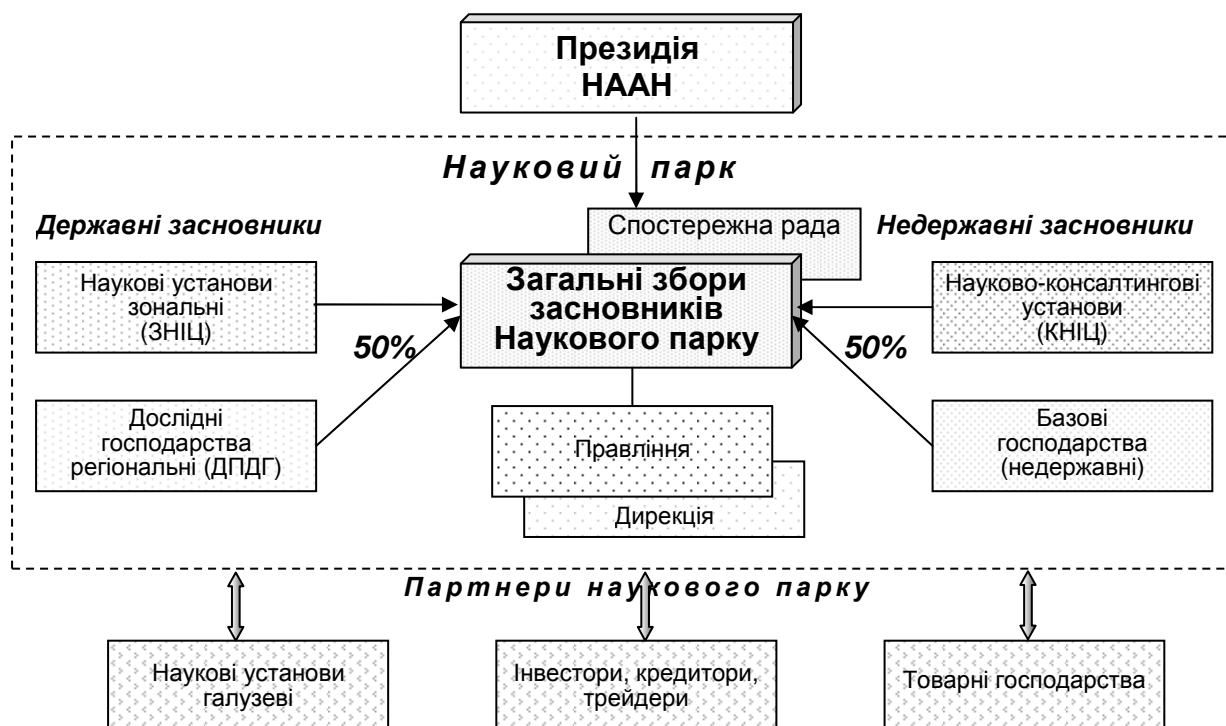 Президія
НААН
Науковий парк
Державні засновники
Спостережна рада
Недержавні засновники
Наукові установи
зональні
(ЗНІЦ)
Загальні збори
засновників
Наукового парку
Науково-консалтингові
установи
(КНІЦ)
50%
50%
Дослідні
господарства
регіональні (ДПДГ)
Правління
Дирекція
Базові
господарства
(недержавні)
Партнери наукового парку
Наукові установи
галузеві
Інвестори, кредитори,
трейдери
Товарні господарства